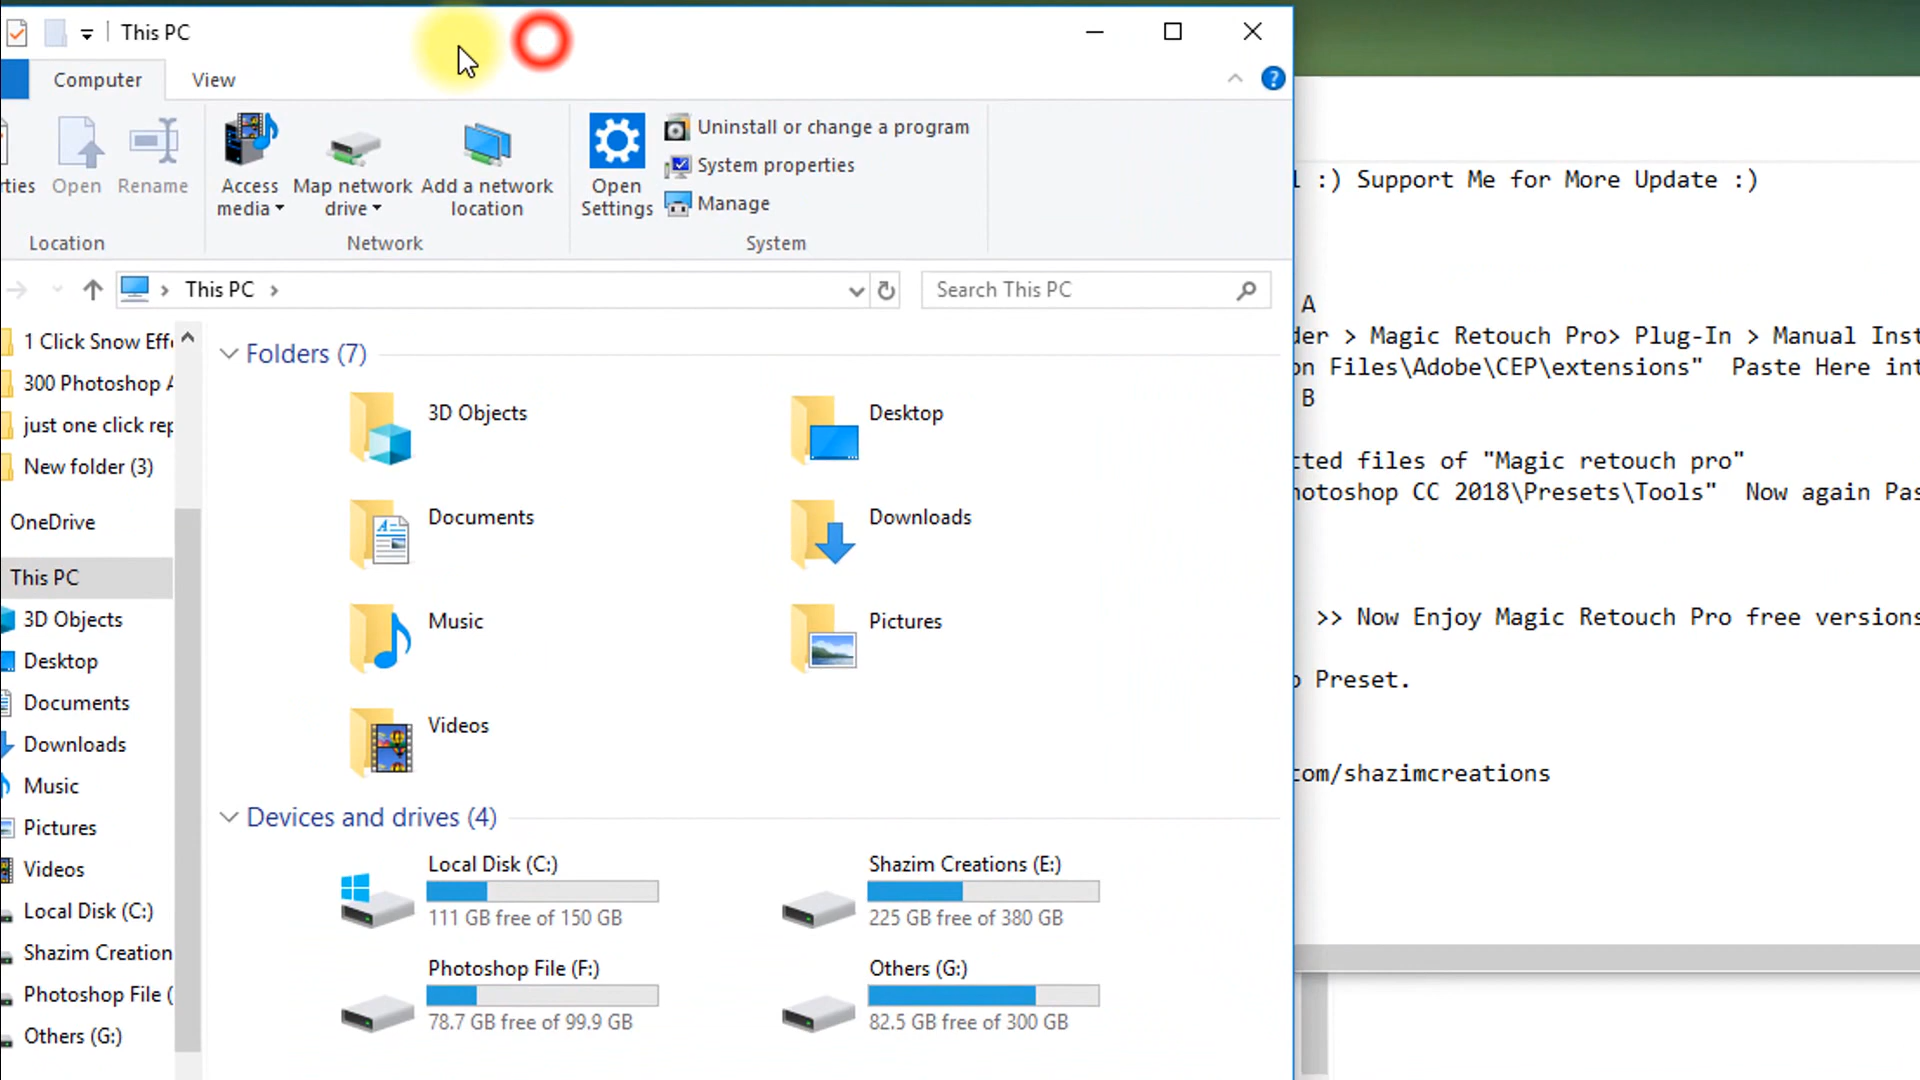 This PC
Computer
View
Open
Rename
Access media
Map network drive
Add a network location
Open Settings
Uninstall or change a program
System properties
Manage
Location
Network
System
This PC
Search This PC
1 Click Snow Eff
300 Photoshop A
just one click rep
New folder (3)
OneDrive
This PC
3D Objects
Desktop
Documents
Downloads
Music
Pictures
Videos
Local Disk (C:)
Shazim Creation
Photoshop File (
Others (G:)
Folders (7)
3D Objects
Desktop
Documents
Downloads
Music
Pictures
Videos
Devices and drives (4)
Local Disk (C:)
111 GB free of 150 GB
Shazim Creations (E:)
225 GB free of 380 GB
Photoshop File (F:)
78.7 GB free of 99.9 GB
Others (G:)
82.5 GB free of 300 GB
:) Support Me for More Update :)
A
der > Magic Retouch Pro> Plug-In > Manual Inst
on Files\Adobe\CEP\extensions" Paste Here int
B
cted files of "Magic retouch pro"
hotoshop CC 2018\Presets\Tools" Now again Pas
>> Now Enjoy Magic Retouch Pro free versions
o Preset.
com/shazimcreations